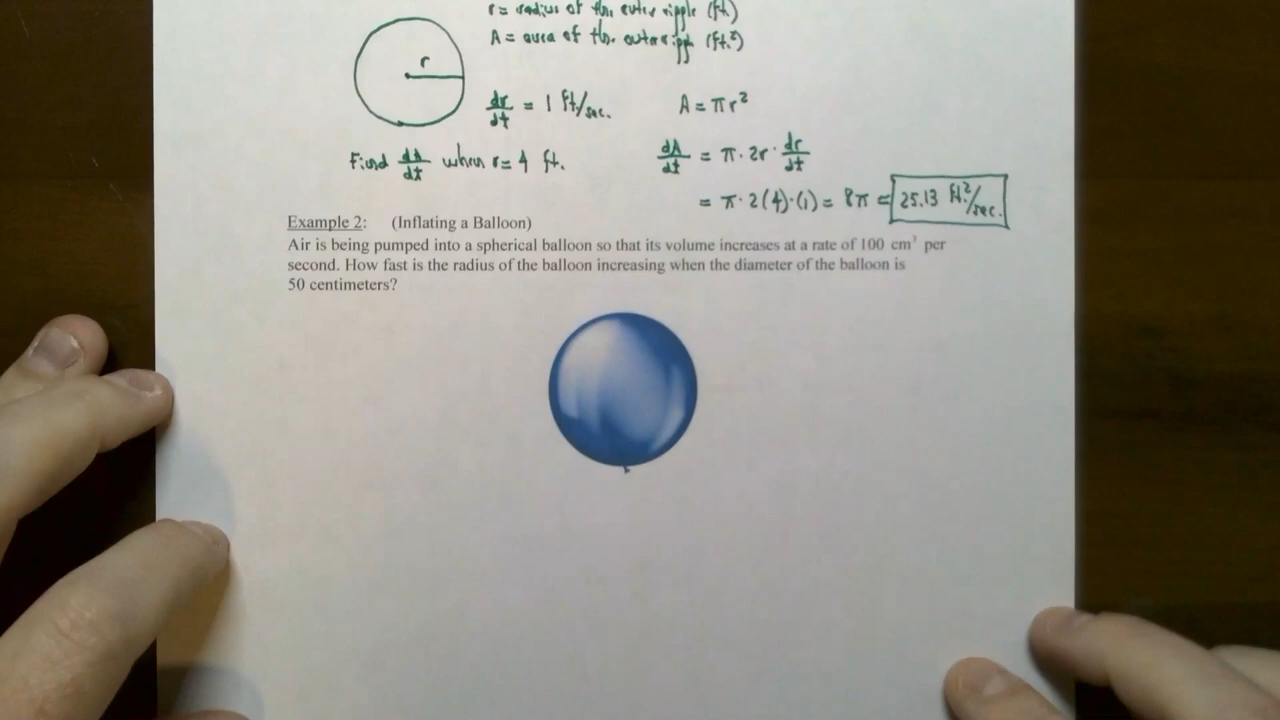 r = radius of the outer ripple (ft.)
A = area of the outer ripple (ft.²)
r
dr/dt = 1 ft/sec.
A = πr²
Find dA/dt when r = 4 ft.
dA/dt = π · 2r · dr/dt
= π · 2(4) · (1) = 8π = 25.13 ft.²/sec.
Example 2: (Inflating a Balloon)
Air is being pumped into a spherical balloon so that its volume increases at a rate of 100 cm³ per
second. How fast is the radius of the balloon increasing when the diameter of the balloon is
50 centimeters?